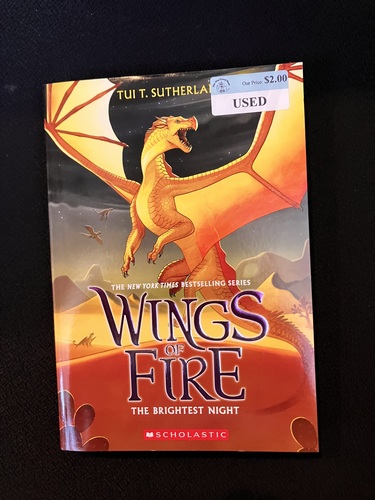 TUI T. SUTHERLA
Our Price: $2.00
USED
THE NEW YORK TIMES BESTSELLING SERIES
WINGS
OF
FIRE
THE BRIGHTEST NIGHT
SCHOLASTIC